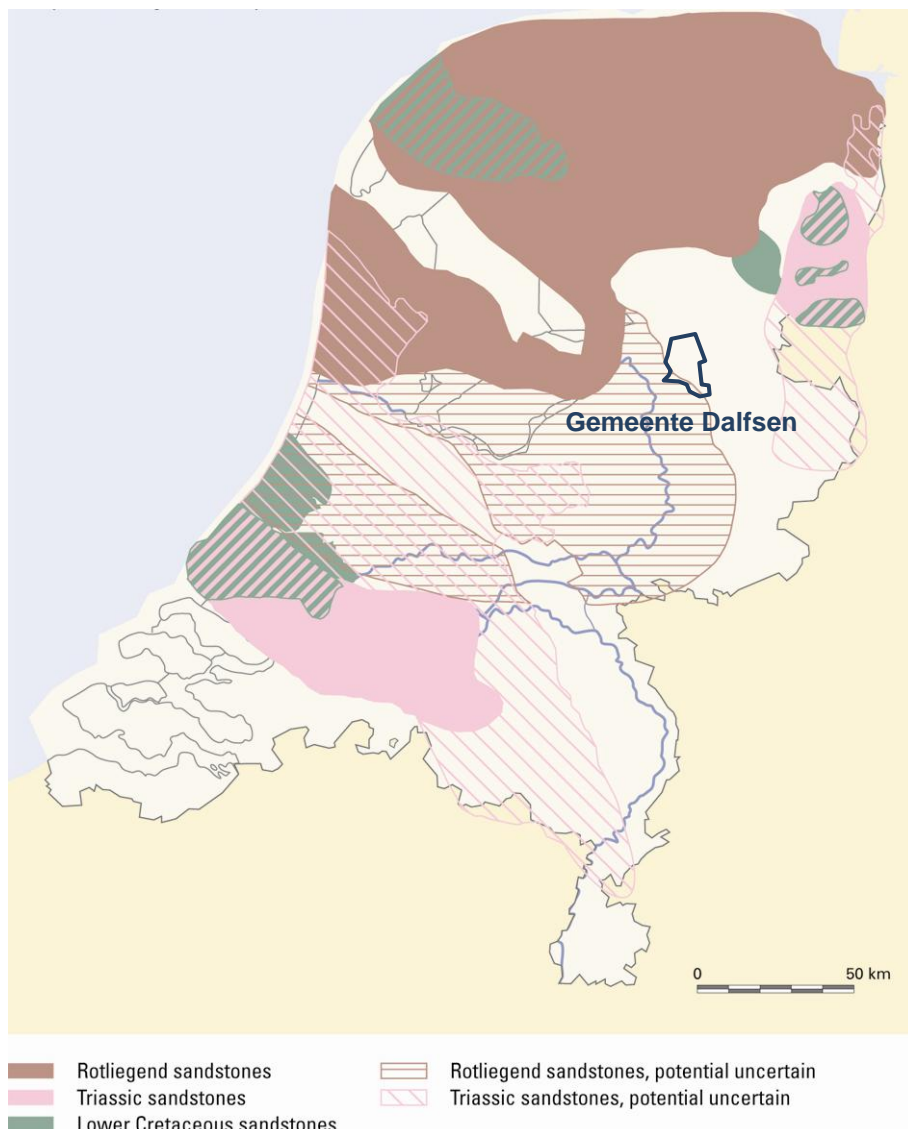 Gemeente Dalfsen
0 50 km
Rotliegend sandstones
Rotliegend sandstones, potential uncertain
Triassic sandstones
Triassic sandstones, potential uncertain
Lower Cretaceous sandstones